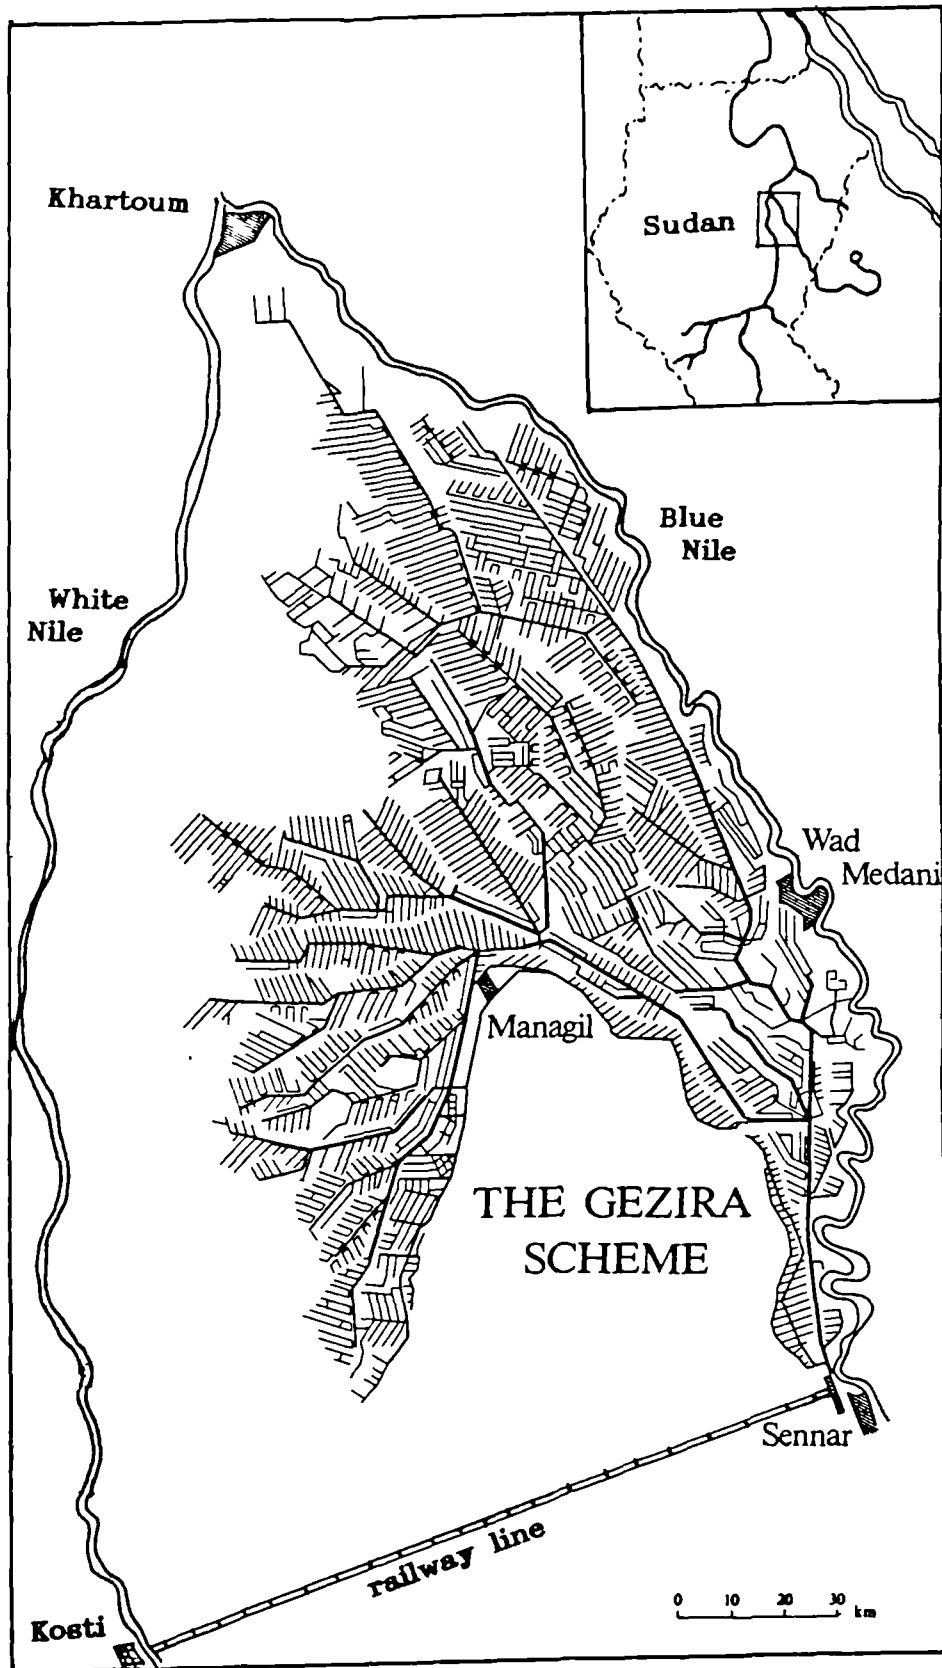 Khartoum
Sudan
Blue
Nile
White
Nile
Wad
Medani
Managil
THE GEZIRA
SCHEME
Sennar
railway line
0 10 20 30
km
Kosti